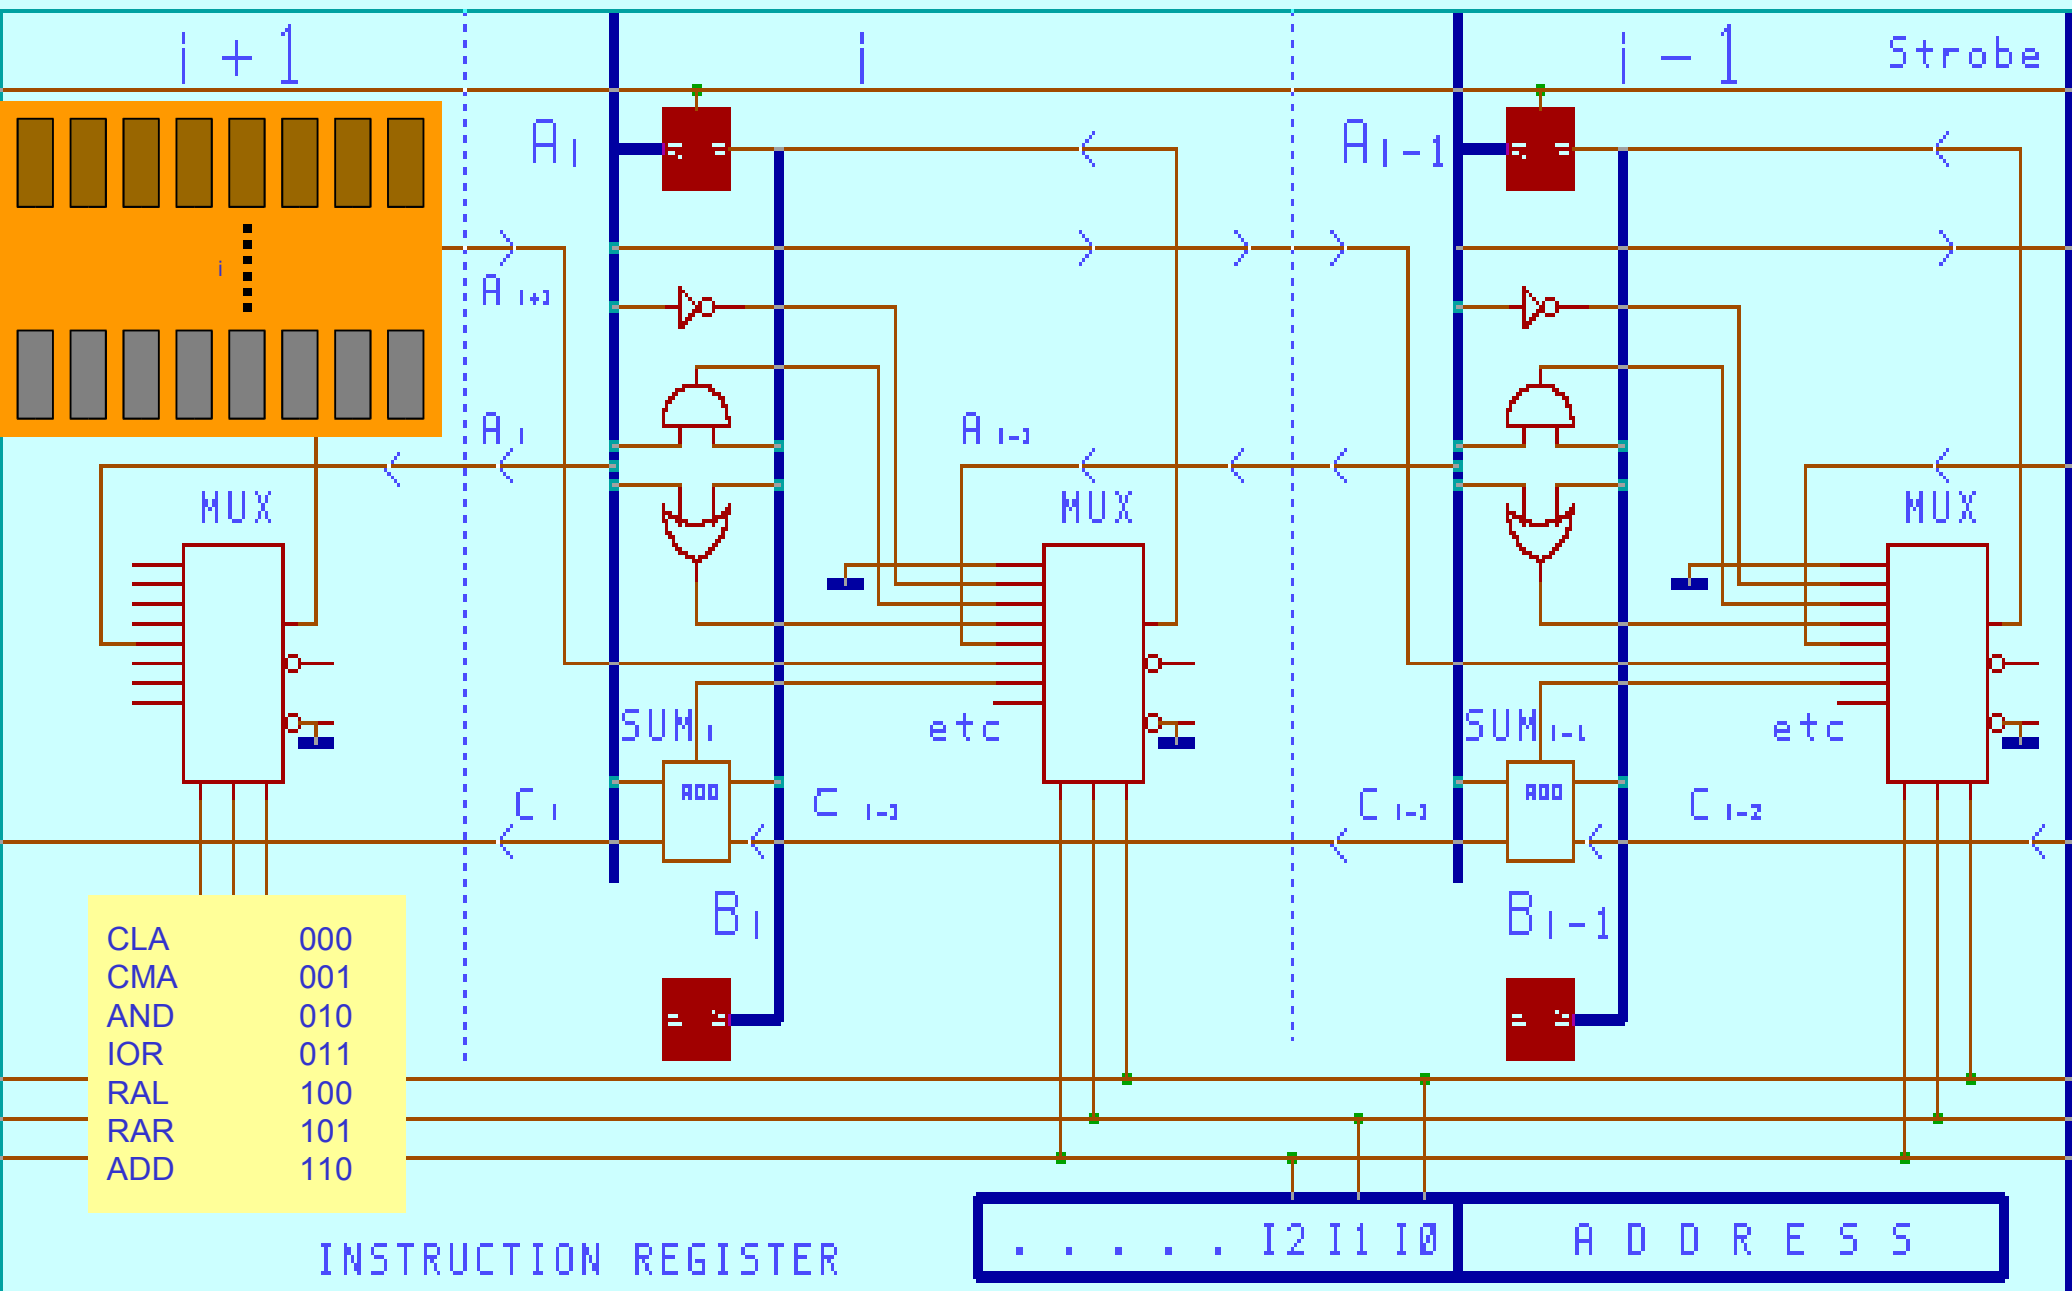 i + 1
i
i - 1
Strobe
A I
A I-1
i
A I+1
A I
A I-1
MUX
MUX
MUX
SUM I
etc
SUM I-1
etc
ADD
ADD
C I
C I-1
C I-1
C I-2
B I
B I-1
CLA 000
CMA 001
AND 010
IOR 011
RAL 100
RAR 101
ADD 110
INSTRUCTION REGISTER
. . . . . I2 I1 I0
A D D R E S S